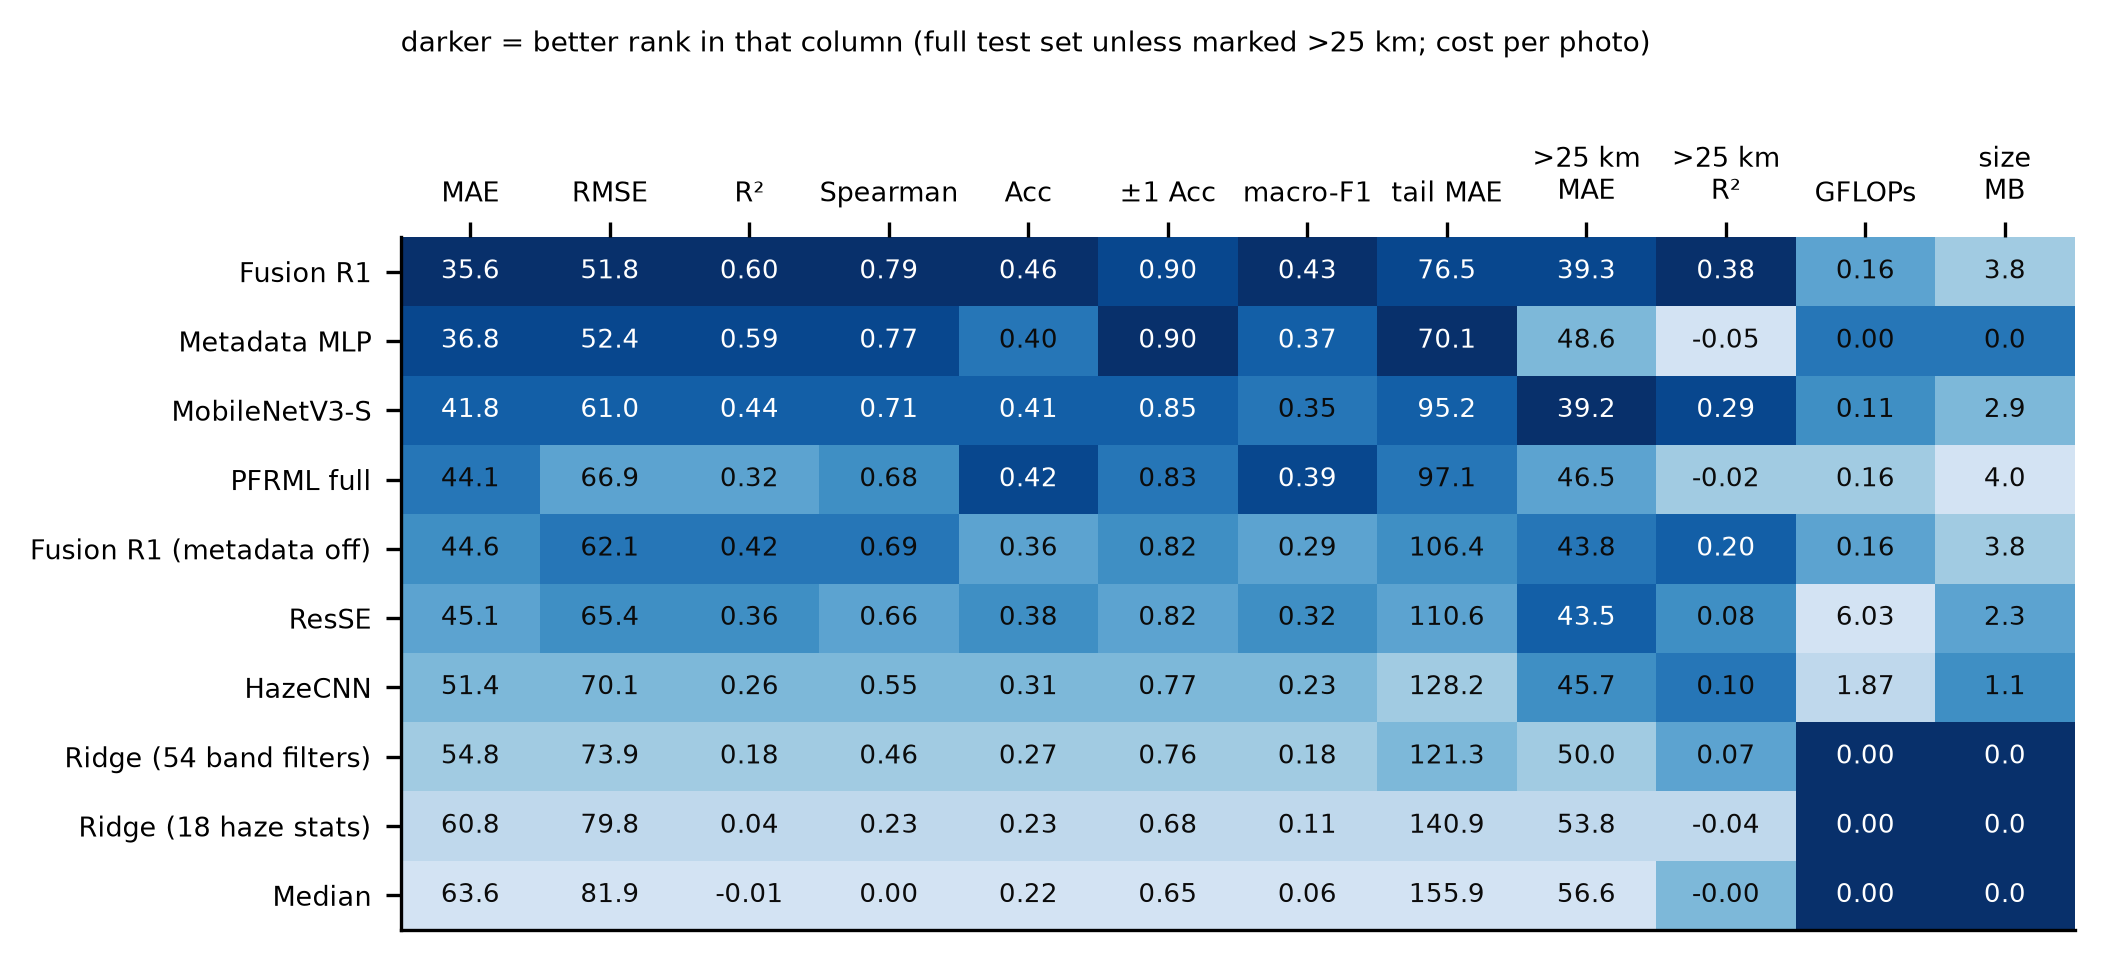 darker = better rank in that column (full test set unless marked >25 km; cost per photo)
MAE RMSE R² Spearman Acc ±1 Acc macro-F1 tail MAE >25 km MAE >25 km R² GFLOPs size MB
Fusion R1 35.6 51.8 0.60 0.79 0.46 0.90 0.43 76.5 39.3 0.38 0.16 3.8
Metadata MLP 36.8 52.4 0.59 0.77 0.40 0.90 0.37 70.1 48.6 -0.05 0.00 0.0
MobileNetV3-S 41.8 61.0 0.44 0.71 0.41 0.85 0.35 95.2 39.2 0.29 0.11 2.9
PFRML full 44.1 66.9 0.32 0.68 0.42 0.83 0.39 97.1 46.5 -0.02 0.16 4.0
Fusion R1 (metadata off) 44.6 62.1 0.42 0.69 0.36 0.82 0.29 106.4 43.8 0.20 0.16 3.8
ResSE 45.1 65.4 0.36 0.66 0.38 0.82 0.32 110.6 43.5 0.08 6.03 2.3
HazeCNN 51.4 70.1 0.26 0.55 0.31 0.77 0.23 128.2 45.7 0.10 1.87 1.1
Ridge (54 band filters) 54.8 73.9 0.18 0.46 0.27 0.76 0.18 121.3 50.0 0.07 0.00 0.0
Ridge (18 haze stats) 60.8 79.8 0.04 0.23 0.23 0.68 0.11 140.9 53.8 -0.04 0.00 0.0
Median 63.6 81.9 -0.01 0.00 0.22 0.65 0.06 155.9 56.6 -0.00 0.00 0.0